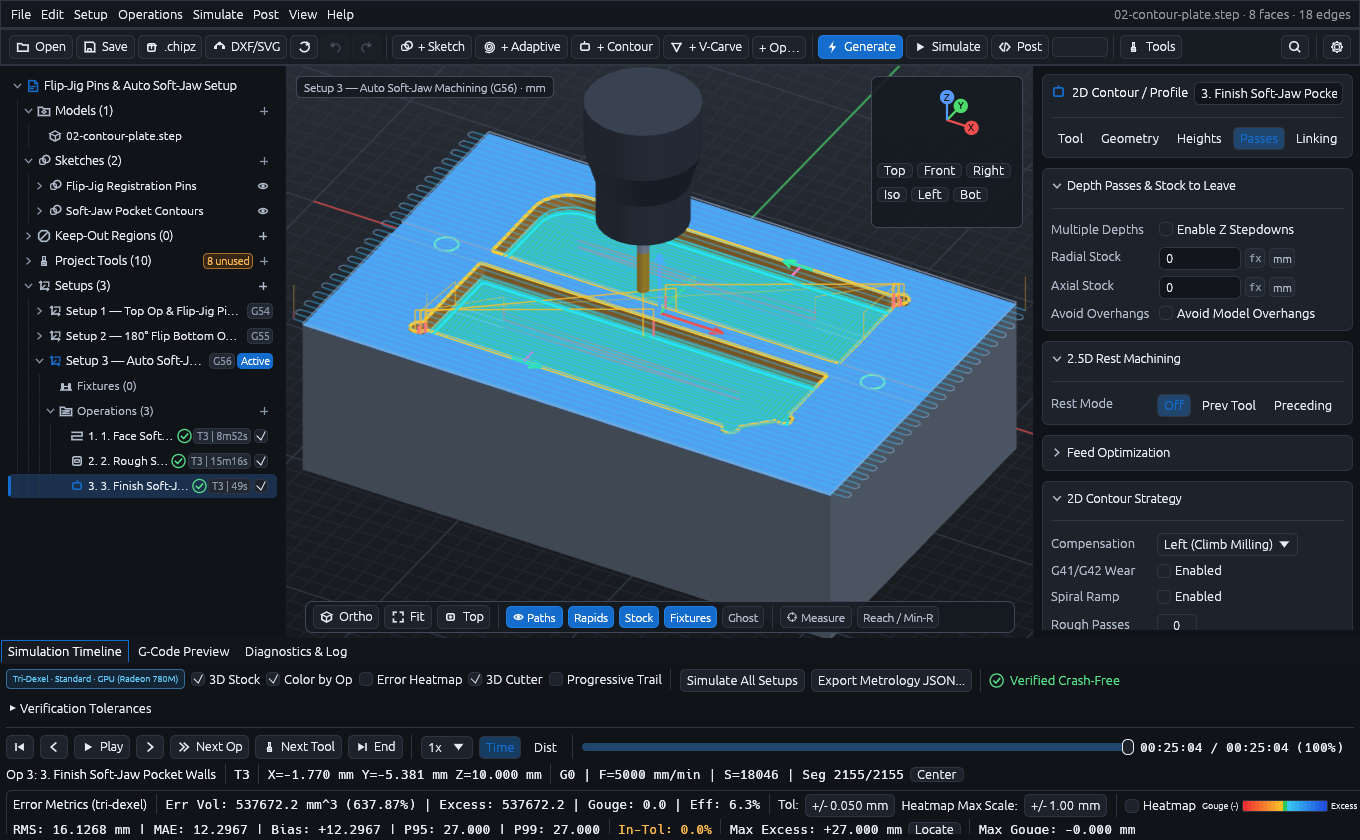 File Edit Setup Operations Simulate Post View Help
02-contour-plate.step · 8 faces · 18 edges
Open Save .chipz DXF/SVG + Sketch + Adaptive + Contour + V-Carve + Op... Generate Simulate Post Tools
Flip-Jig Pins & Auto Soft-Jaw Setup
Models (1) +
02-contour-plate.step
Sketches (2) +
Flip-Jig Registration Pins
Soft-Jaw Pocket Contours
Keep-Out Regions (0) +
Project Tools (10) 8 unused +
Setups (3) +
Setup 1 — Top Op & Flip-Jig Pi... G54
Setup 2 — 180° Flip Bottom O... G55
Setup 3 — Auto Soft-J... G56 Active
Fixtures (0)
Operations (3) +
1. 1. Face Soft... T3 | 8m52s
2. 2. Rough S... T3 | 15m16s
3. 3. Finish Soft-J... T3 | 49s
Setup 3 — Auto Soft-Jaw Machining (G56) · mm
Z Y X
Top Front Right
Iso Left Bot
Ortho Fit Top Paths Rapids Stock Fixtures Ghost Measure Reach / Min-R
2D Contour / Profile 3. Finish Soft-Jaw Pocke
Tool Geometry Heights Passes Linking
Depth Passes & Stock to Leave
Multiple Depths Enable Z Stepdowns
Radial Stock 0 fx mm
Axial Stock 0 fx mm
Avoid Overhangs Avoid Model Overhangs
2.5D Rest Machining
Rest Mode Off Prev Tool Preceding
Feed Optimization
2D Contour Strategy
Compensation Left (Climb Milling)
G41/G42 Wear Enabled
Spiral Ramp Enabled
Rough Passes 0
Simulation Timeline G-Code Preview Diagnostics & Log
Tri-Dexel · Standard · GPU (Radeon 780M) 3D Stock Color by Op Error Heatmap 3D Cutter Progressive Trail Simulate All Setups Export Metrology JSON... Verified Crash-Free
Verification Tolerances
Play Next Op Next Tool End 1x Time Dist 00:25:04 / 00:25:04 (100%)
Op 3: 3. Finish Soft-Jaw Pocket Walls T3 X=-1.770 mm Y=-5.381 mm Z=10.000 mm G0 | F=5000 mm/min | S=18046 | Seg 2155/2155 Center
Error Metrics (tri-dexel) Err Vol: 537672.2 mm^3 (637.87%) | Excess: 537672.2 | Gouge: 0.0 | Eff: 6.3% Tol: +/-0.050 mm Heatmap Max Scale: +/-1.00 mm Heatmap Gouge (-) Excess
RMS: 16.1268 mm | MAE: 12.2967 | Bias: +12.2967 | P95: 27.000 | P99: 27.000 In-Tol: 0.0% Max Excess: +27.000 mm Locate Max Gouge: -0.000 mm